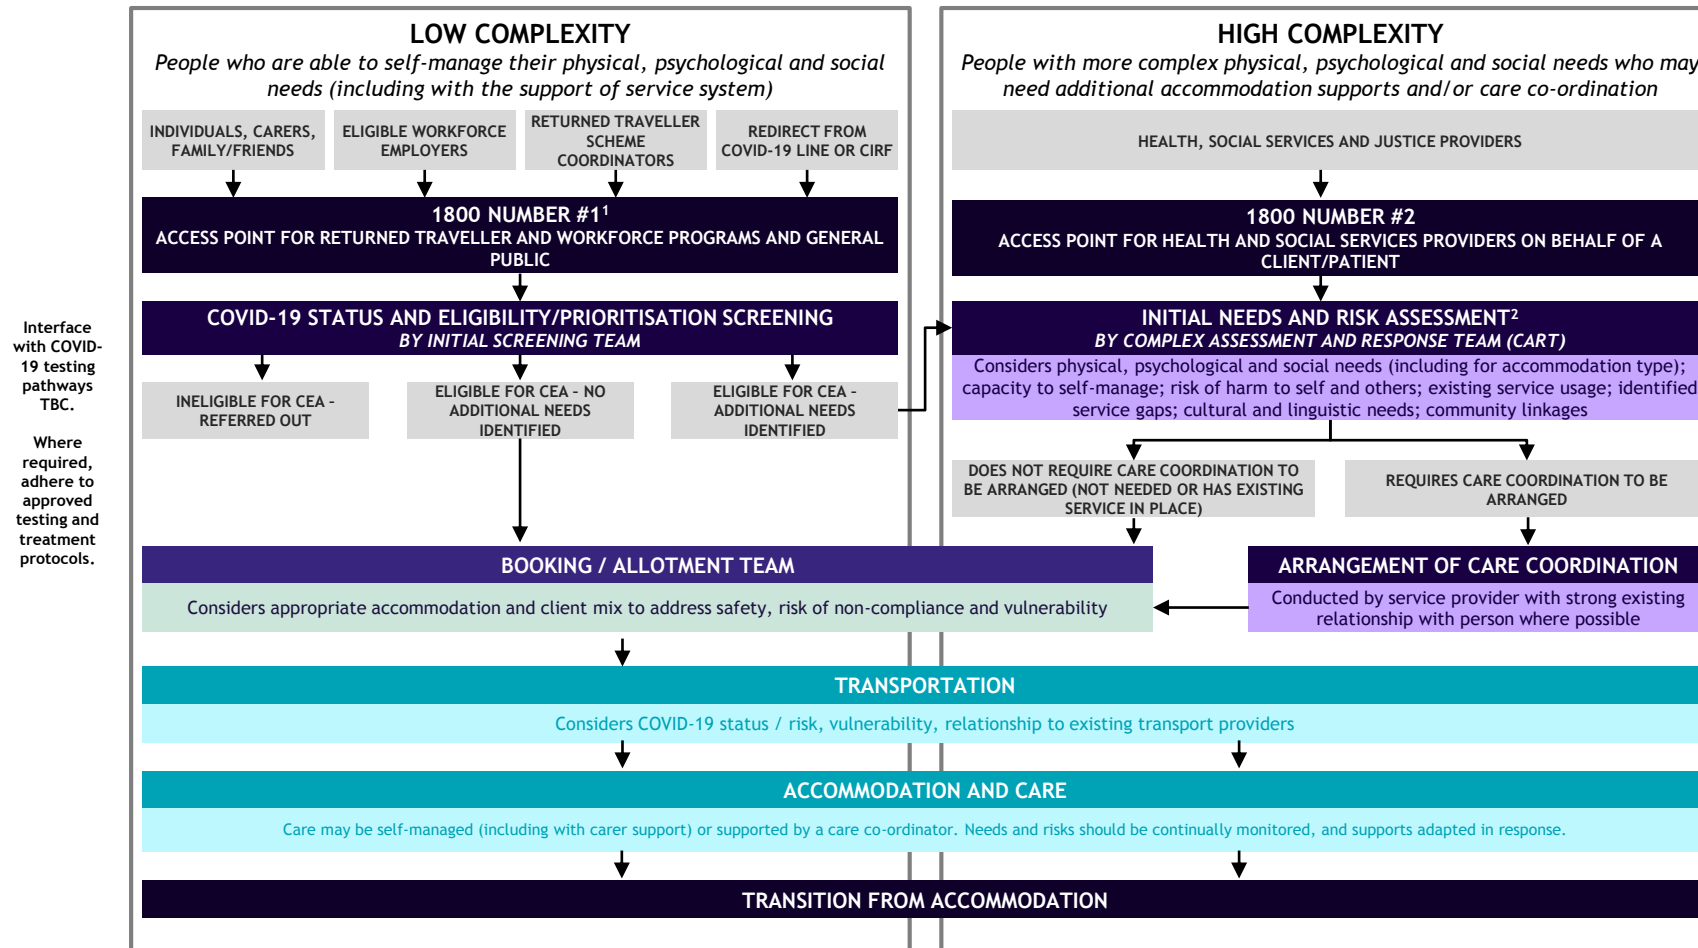 LOW COMPLEXITY
People who are able to self-manage their physical, psychological and social
needs (including with the support of service system)
INDIVIDUALS, CARERS,
FAMILY/FRIENDS
ELIGIBLE WORKFORCE
EMPLOYERS
RETURNED TRAVELLER
SCHEME
COORDINATORS
REDIRECT FROM
COVID-19 LINE OR CIRF
1800 NUMBER #1¹
ACCESS POINT FOR RETURNED TRAVELLER AND WORKFORCE PROGRAMS AND GENERAL
PUBLIC
COVID-19 STATUS AND ELIGIBILITY/PRIORITISATION SCREENING
BY INITIAL SCREENING TEAM
INELIGIBLE FOR CEA –
REFERRED OUT
ELIGIBLE FOR CEA – NO
ADDITIONAL NEEDS
IDENTIFIED
ELIGIBLE FOR CEA –
ADDITIONAL NEEDS
IDENTIFIED
HIGH COMPLEXITY
People with more complex physical, psychological and social needs who may
need additional accommodation supports and/or care co-ordination
HEALTH, SOCIAL SERVICES AND JUSTICE PROVIDERS
1800 NUMBER #2
ACCESS POINT FOR HEALTH AND SOCIAL SERVICES PROVIDERS ON BEHALF OF A
CLIENT/PATIENT
INITIAL NEEDS AND RISK ASSESSMENT²
BY COMPLEX ASSESSMENT AND RESPONSE TEAM (CART)
Considers physical, psychological and social needs (including for accommodation type);
capacity to self-manage; risk of harm to self and others; existing service usage; identified
service gaps; cultural and linguistic needs; community linkages
DOES NOT REQUIRE CARE COORDINATION TO
BE ARRANGED (NOT NEEDED OR HAS EXISTING
SERVICE IN PLACE)
REQUIRES CARE COORDINATION TO BE
ARRANGED
Interface
with COVID-
19 testing
pathways
TBC.
Where
required,
adhere to
approved
testing and
treatment
protocols.
BOOKING / ALLOTMENT TEAM
Considers appropriate accommodation and client mix to address safety, risk of non-compliance and vulnerability
ARRANGEMENT OF CARE COORDINATION
Conducted by service provider with strong existing
relationship with person where possible
TRANSPORTATION
Considers COVID-19 status / risk, vulnerability, relationship to existing transport providers
ACCOMMODATION AND CARE
Care may be self-managed (including with carer support) or supported by a care co-ordinator. Needs and risks should be continually monitored, and supports adapted in response.
TRANSITION FROM ACCOMMODATION